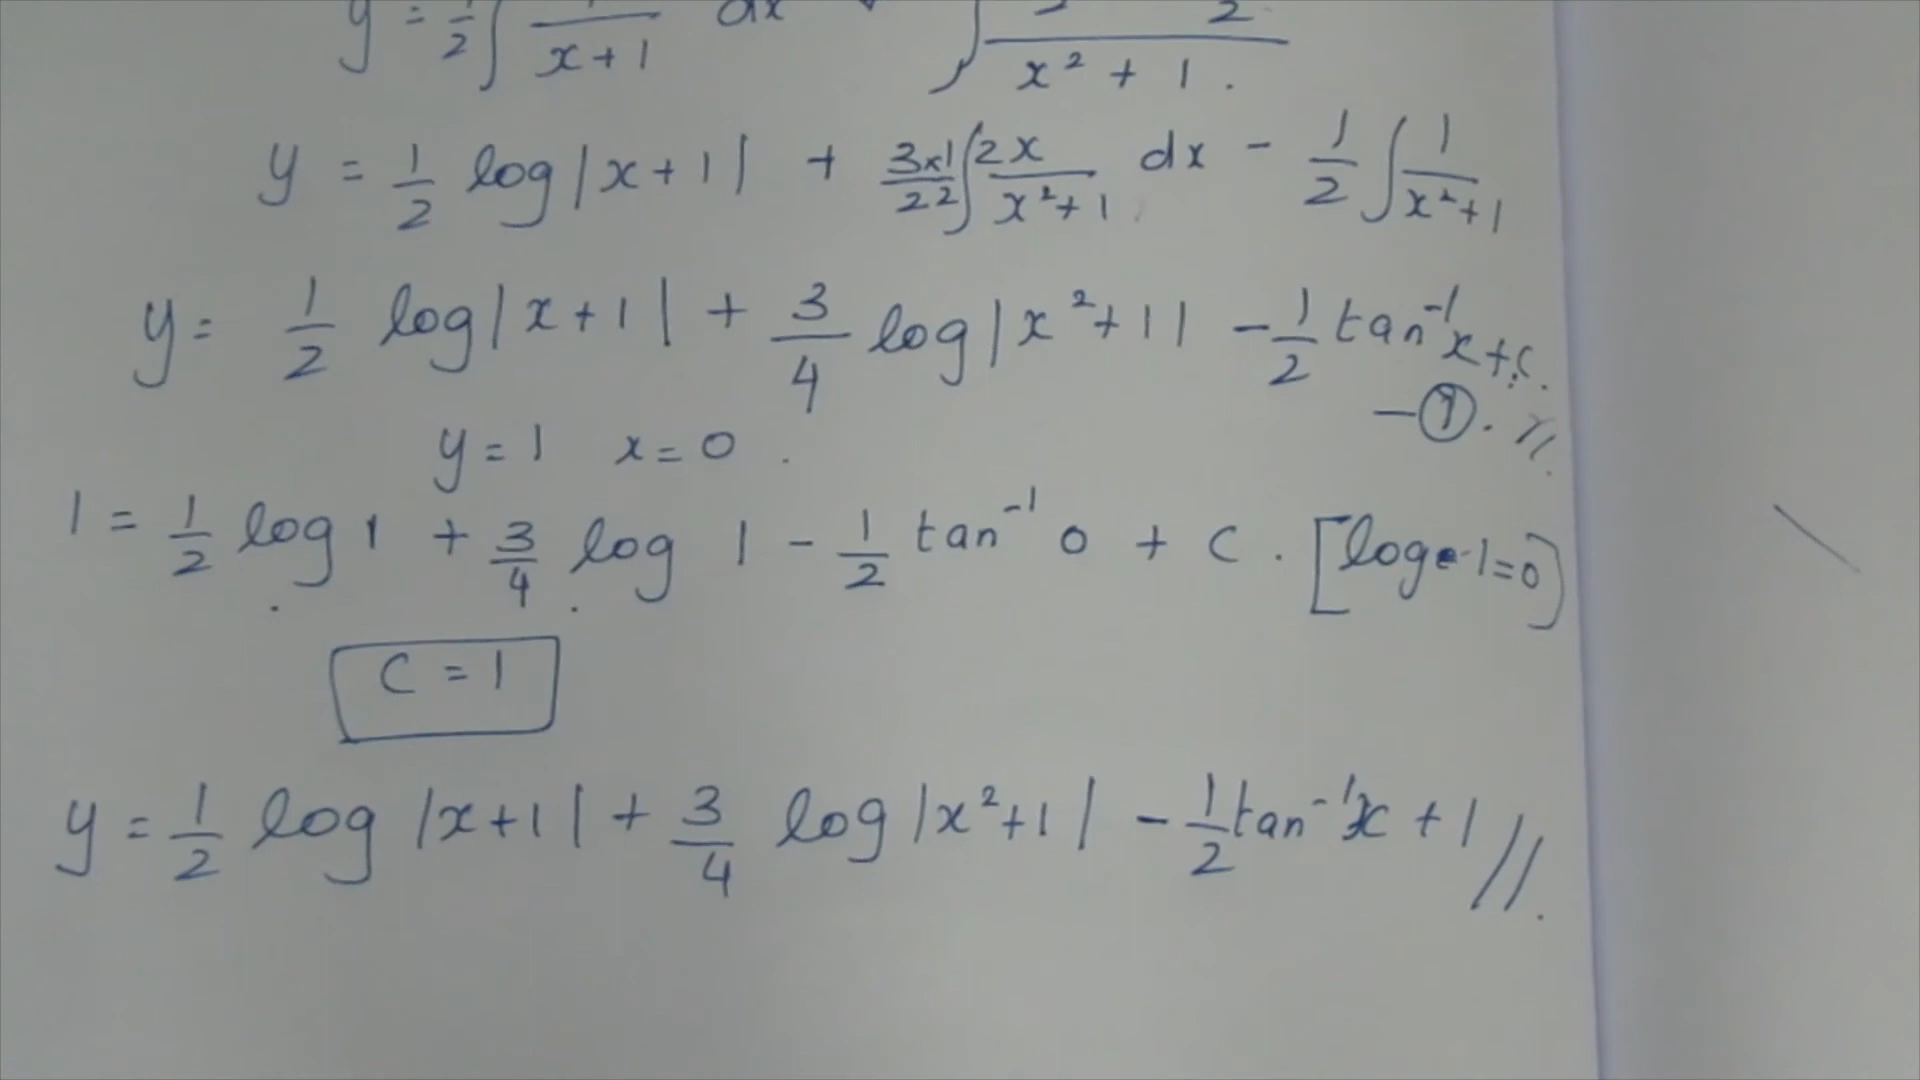 y = 1/2 ∫ 1/(x+1) dx + ∫ /(x² + 1).
y = 1/2 log|x+1| + 3×1/22 ∫ 2x/(x²+1) dx - 1/2 ∫ 1/(x²+1)
y = 1/2 log|x+1| + 3/4 log|x²+1| - 1/2 tan⁻¹x + c.
- ①. //.
y = 1 x = 0 .
1 = 1/2 log 1 + 3/4 log 1 - 1/2 tan⁻¹ 0 + c. [log e 1 = 0]
C = 1
y = 1/2 log |x+1| + 3/4 log |x²+1| - 1/2 tan⁻¹x + 1 //.